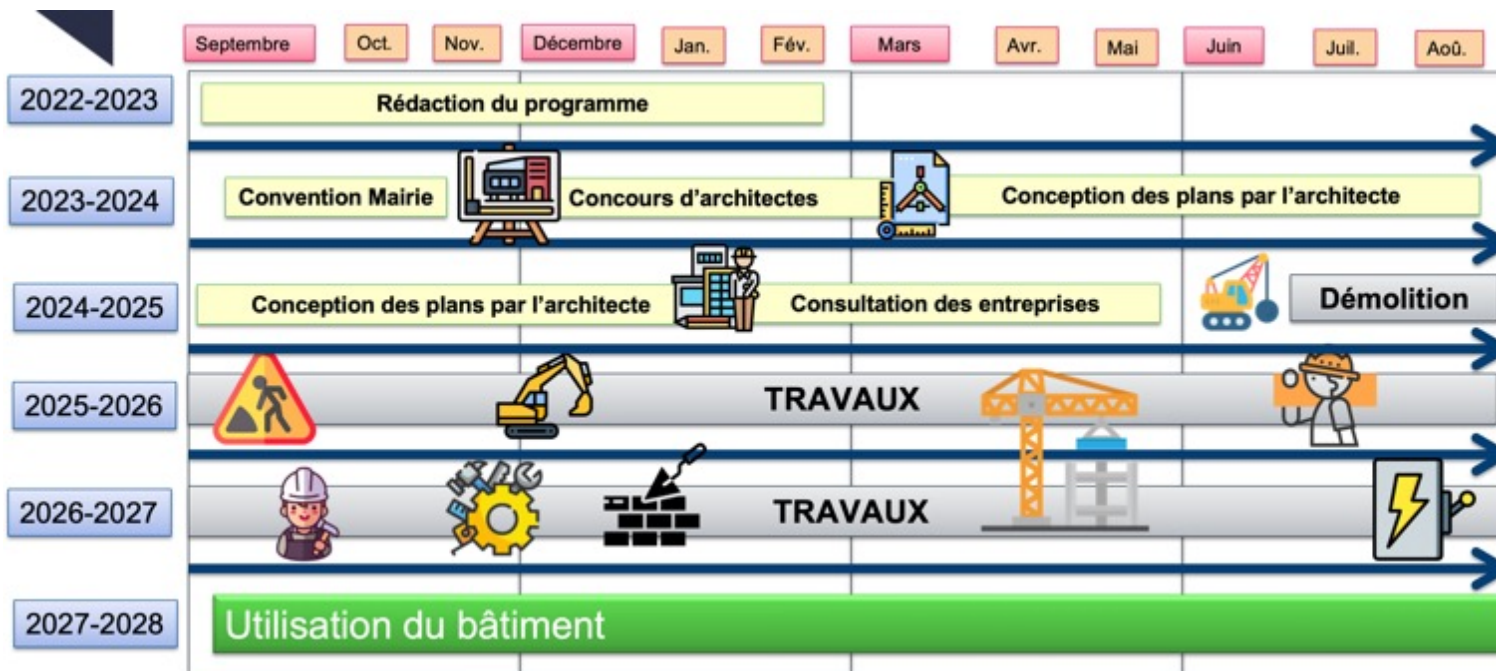 Septembre Oct. Nov. Décembre Jan. Fév. Mars Avr. Mai Juin Juil. Aoû.
2022-2023 Rédaction du programme
2023-2024 Convention Mairie Concours d'architectes Conception des plans par l'architecte
2024-2025 Conception des plans par l'architecte Consultation des entreprises Démolition
2025-2026 TRAVAUX
2026-2027 TRAVAUX
2027-2028 Utilisation du bâtiment